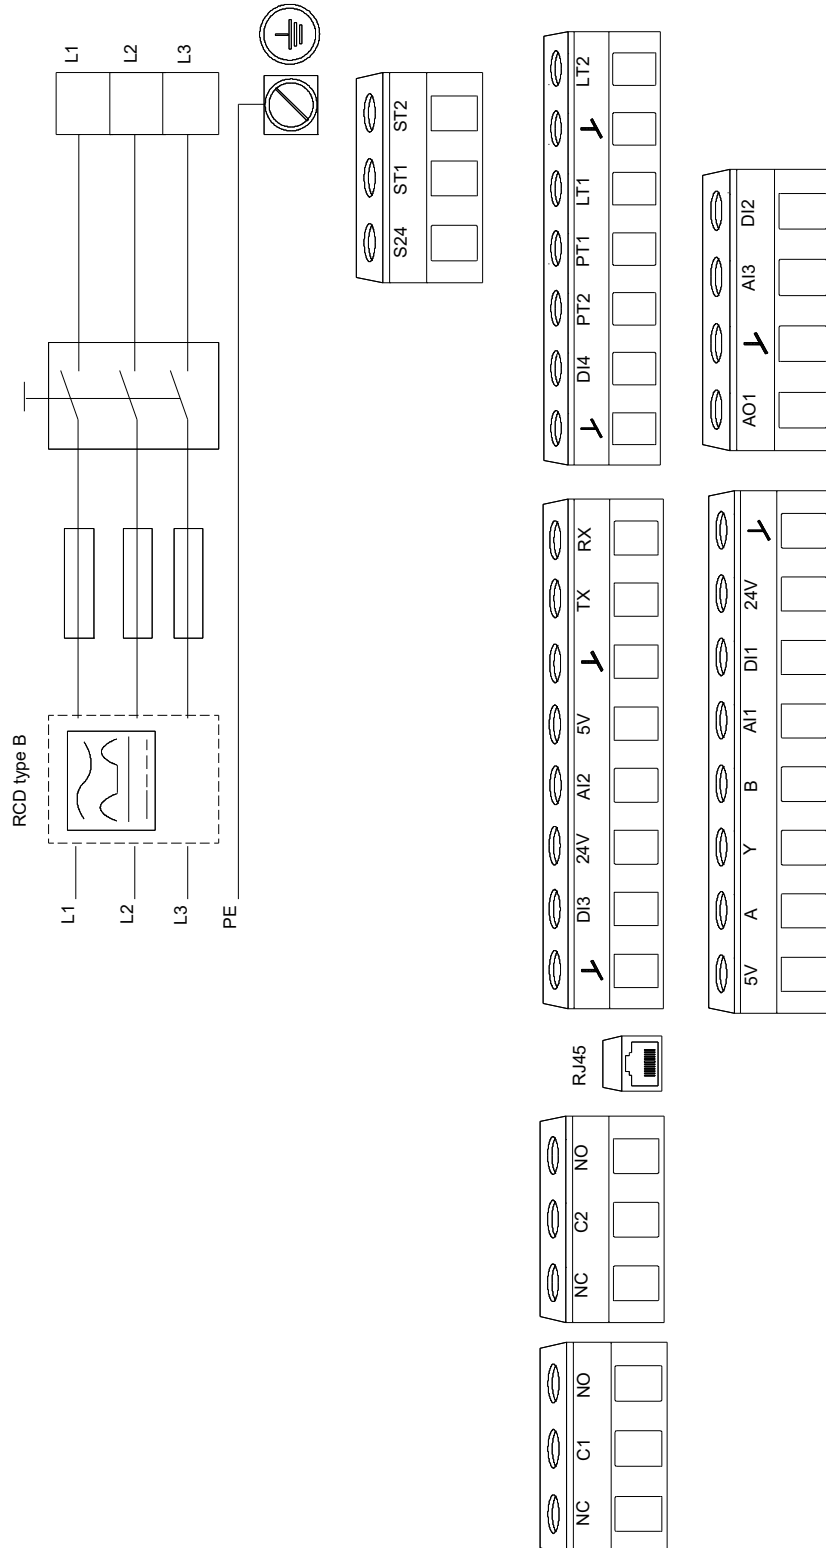 L1
L2
L3
RCD type B
L1
L2
L3
PE
ST2
ST1
S24
LT2
LT1
PT1
PT2
DI4
DI2
AI3
AO1
RX
TX
5V
AI2
24V
DI3
24V
DI1
AI1
B
Y
A
5V
RJ45
NO
C2
NC
NO
C1
NC